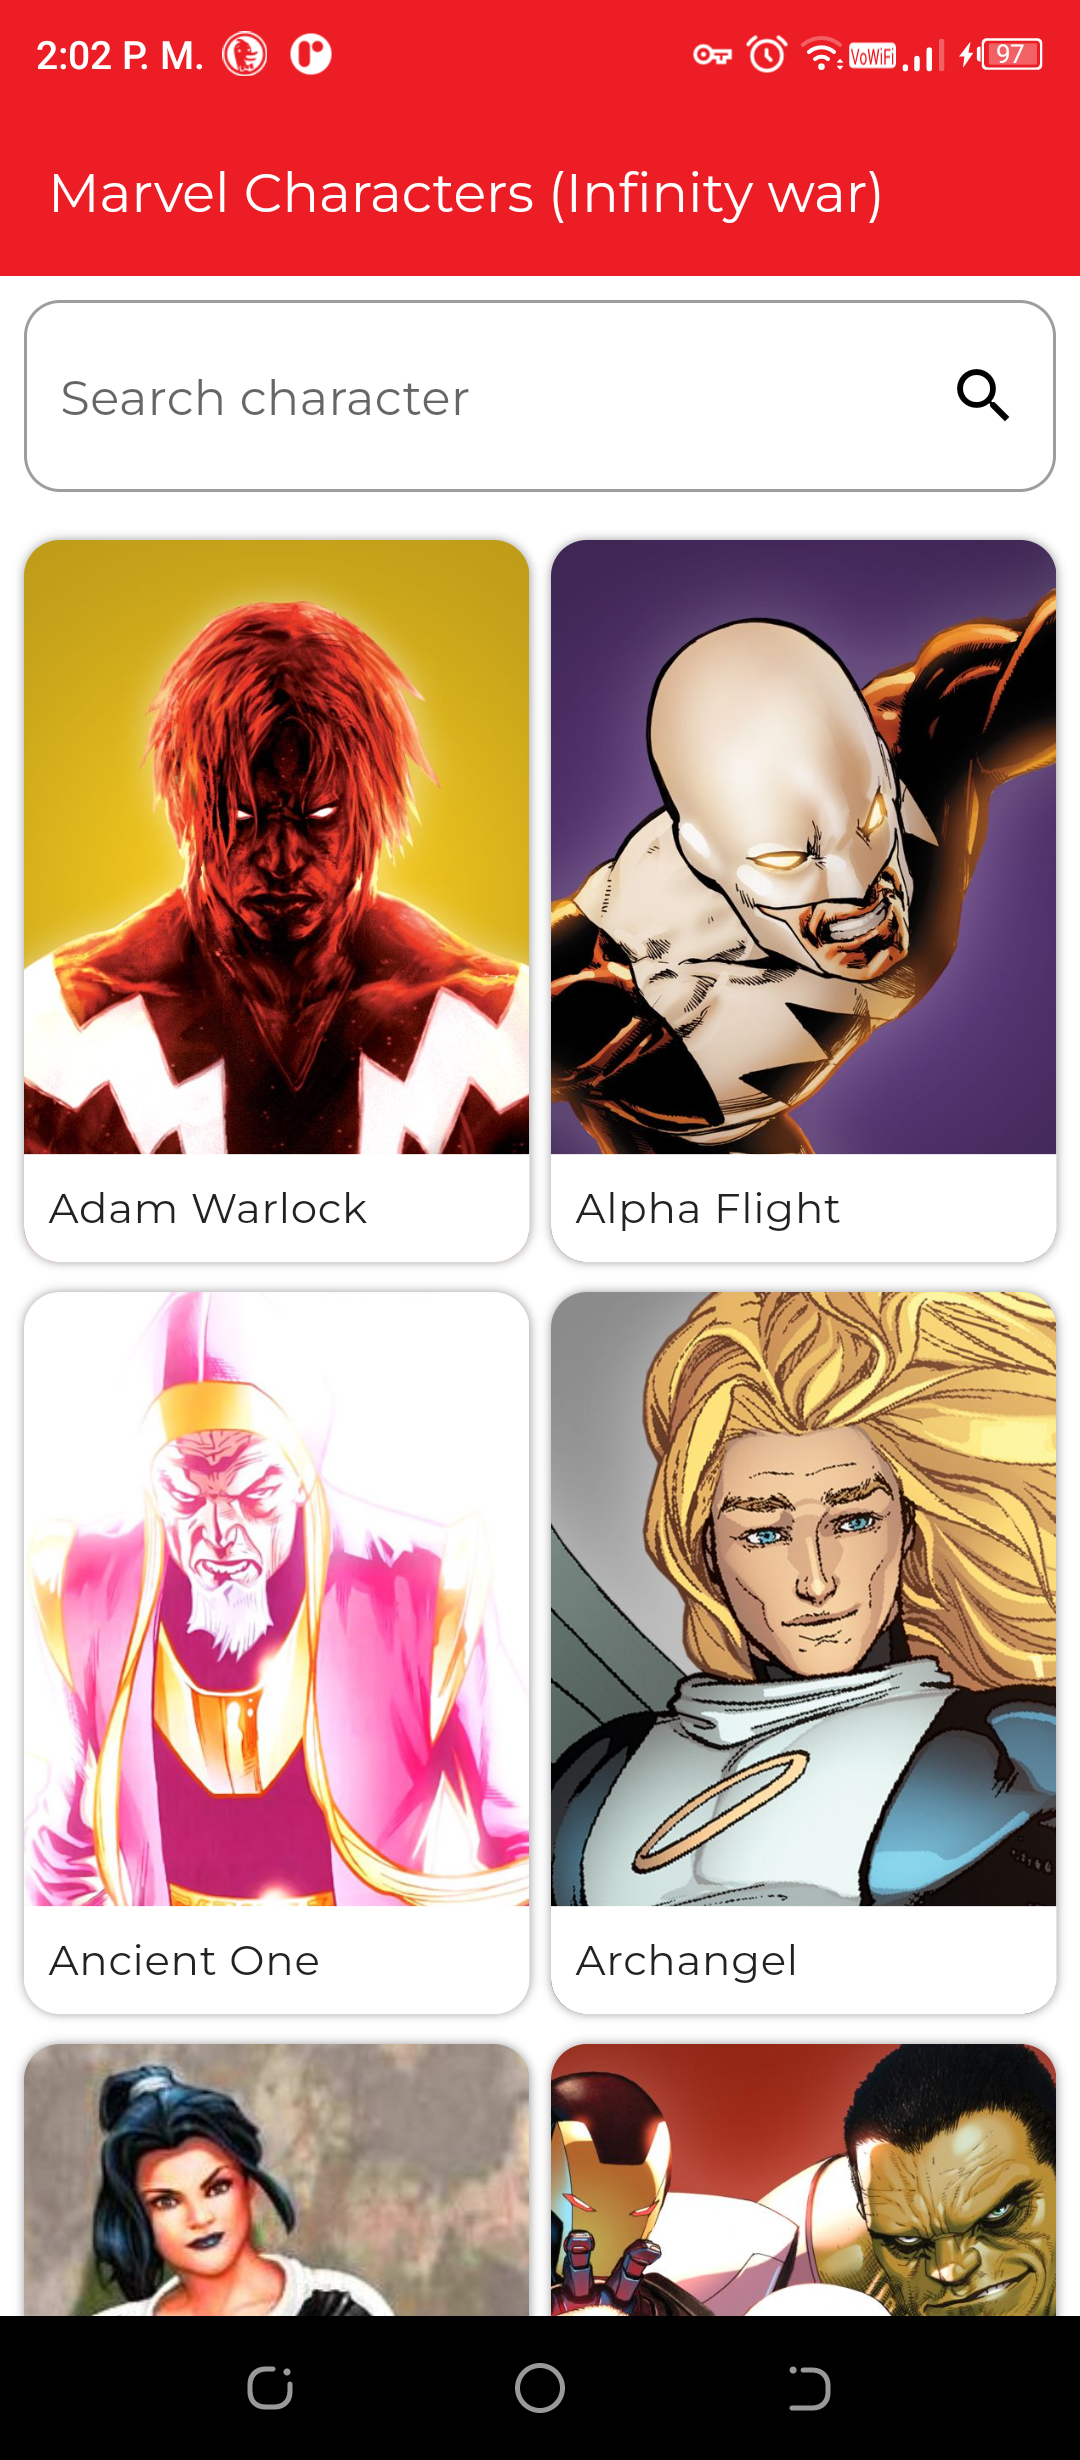 2:02 P. M.
VoWiFi
97
Marvel Characters (Infinity war)
Search character
Adam Warlock
Alpha Flight
Ancient One
Archangel